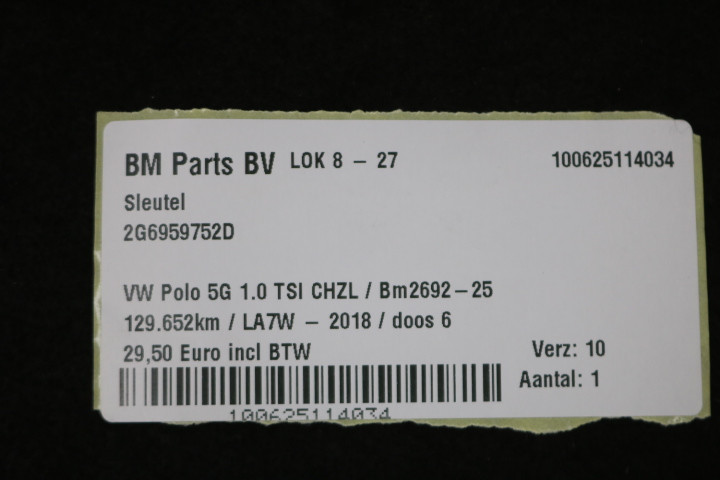 BM Parts BV LOK 8 – 27 100625114034
Sleutel
2G6959752D
VW Polo 5G 1.0 TSI CHZL / Bm2692-25
129.652km / LA7W – 2018 / doos 6
29,50 Euro incl BTW Verz: 10
Aantal: 1
100625114034